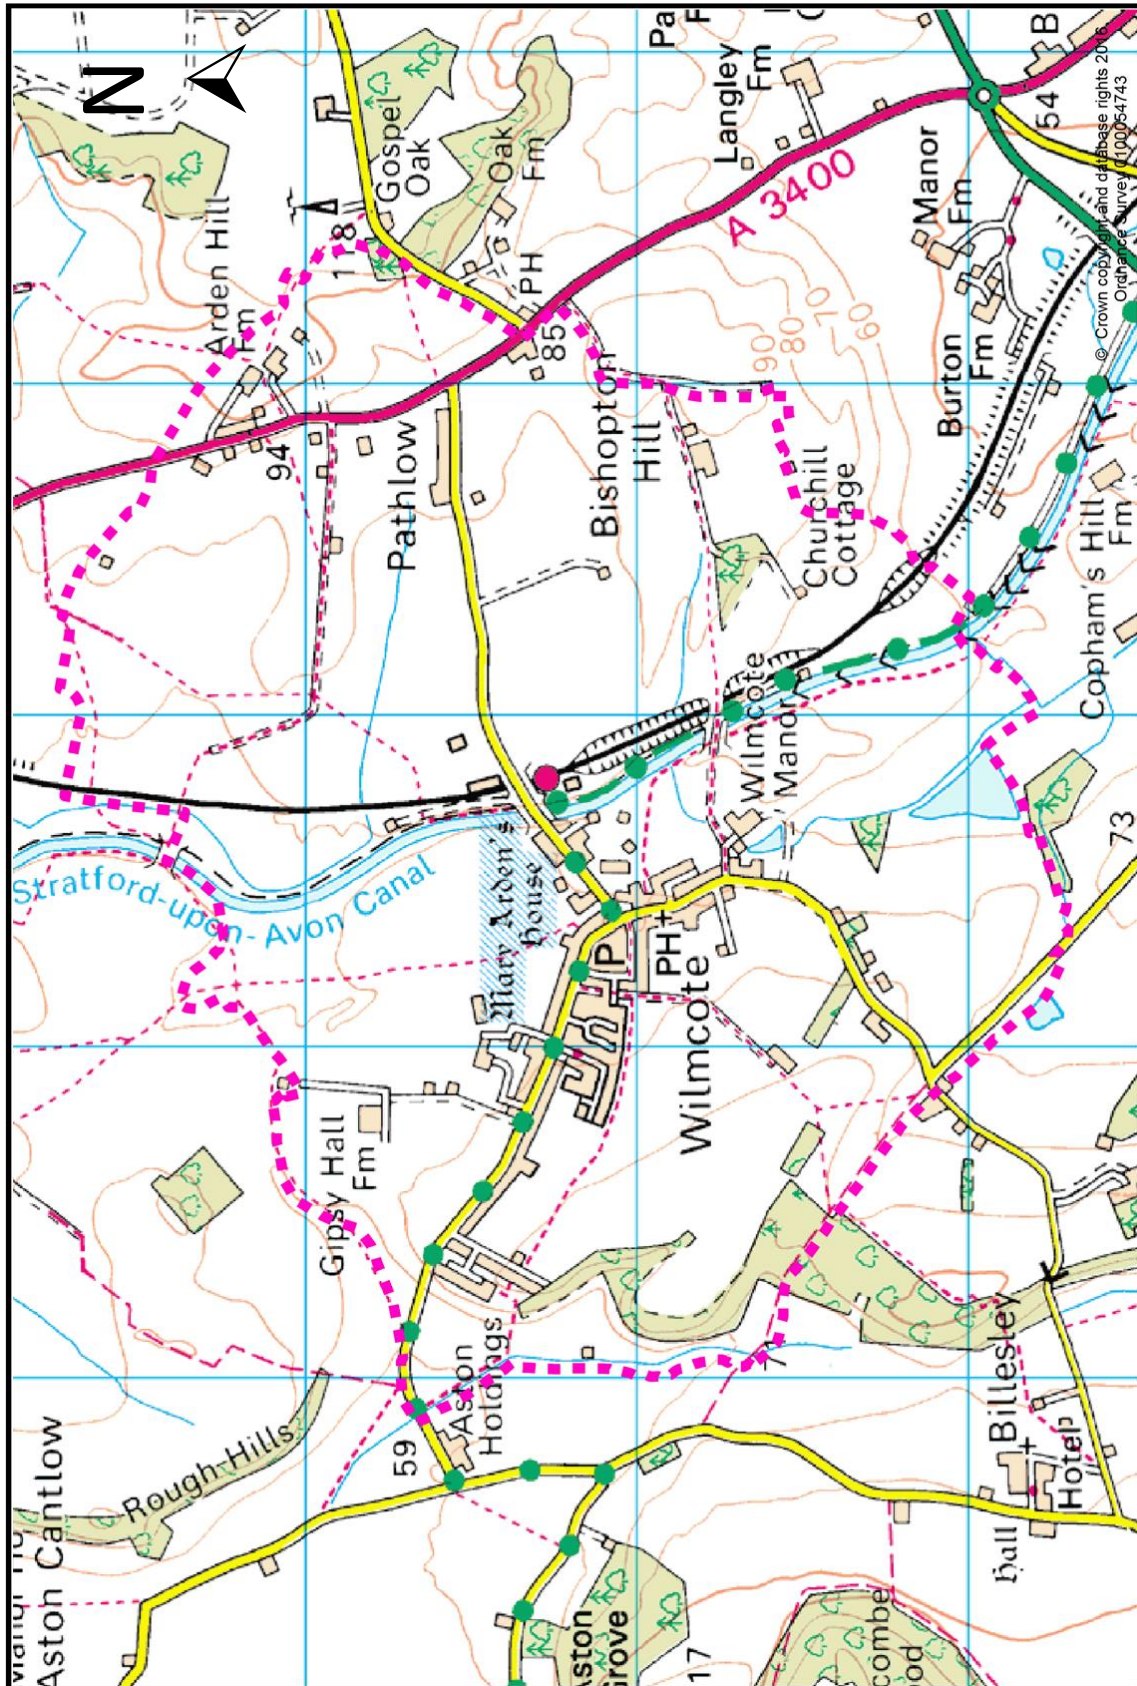 N
Gospel
Oak
Oak
Fm
Langley
Fm
A 3400
54
B
Manor
Fm
Burton
Fm
© Crown copyright and database rights 2016
Ordnance Survey 0100054743
Arden Hill
Fm
118
PH
85
94
Pathlow
Bishopton
Hill
90
80
70
60
Churchill
Cottage
Copham's Hill
Fm
Stratford-upon-Avon Canal
Mary Arden's
House
Wilmcote
Manor
P
PH
Wilmcote
73
Gipsy Hall
Fm
Aston
Holdings
59
71
Billesley
Hall
Hotel
Rough Hills
Aston Cantlow
Aston
Grove
17